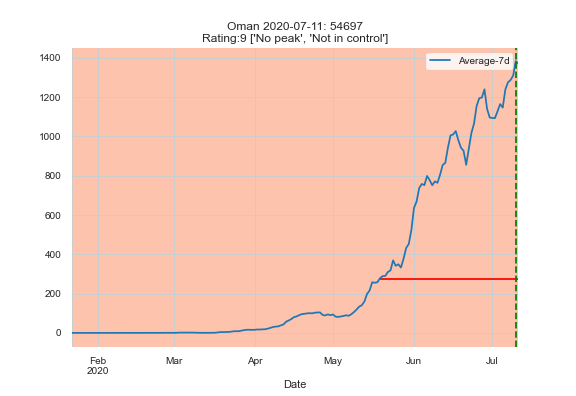 Oman 2020-07-11: 54697
Rating:9 ['No peak', 'Not in control']
Average-7d
1400
1200
1000
800
600
400
200
0
Feb
2020
Mar
Apr
May
Jun
Jul
Date